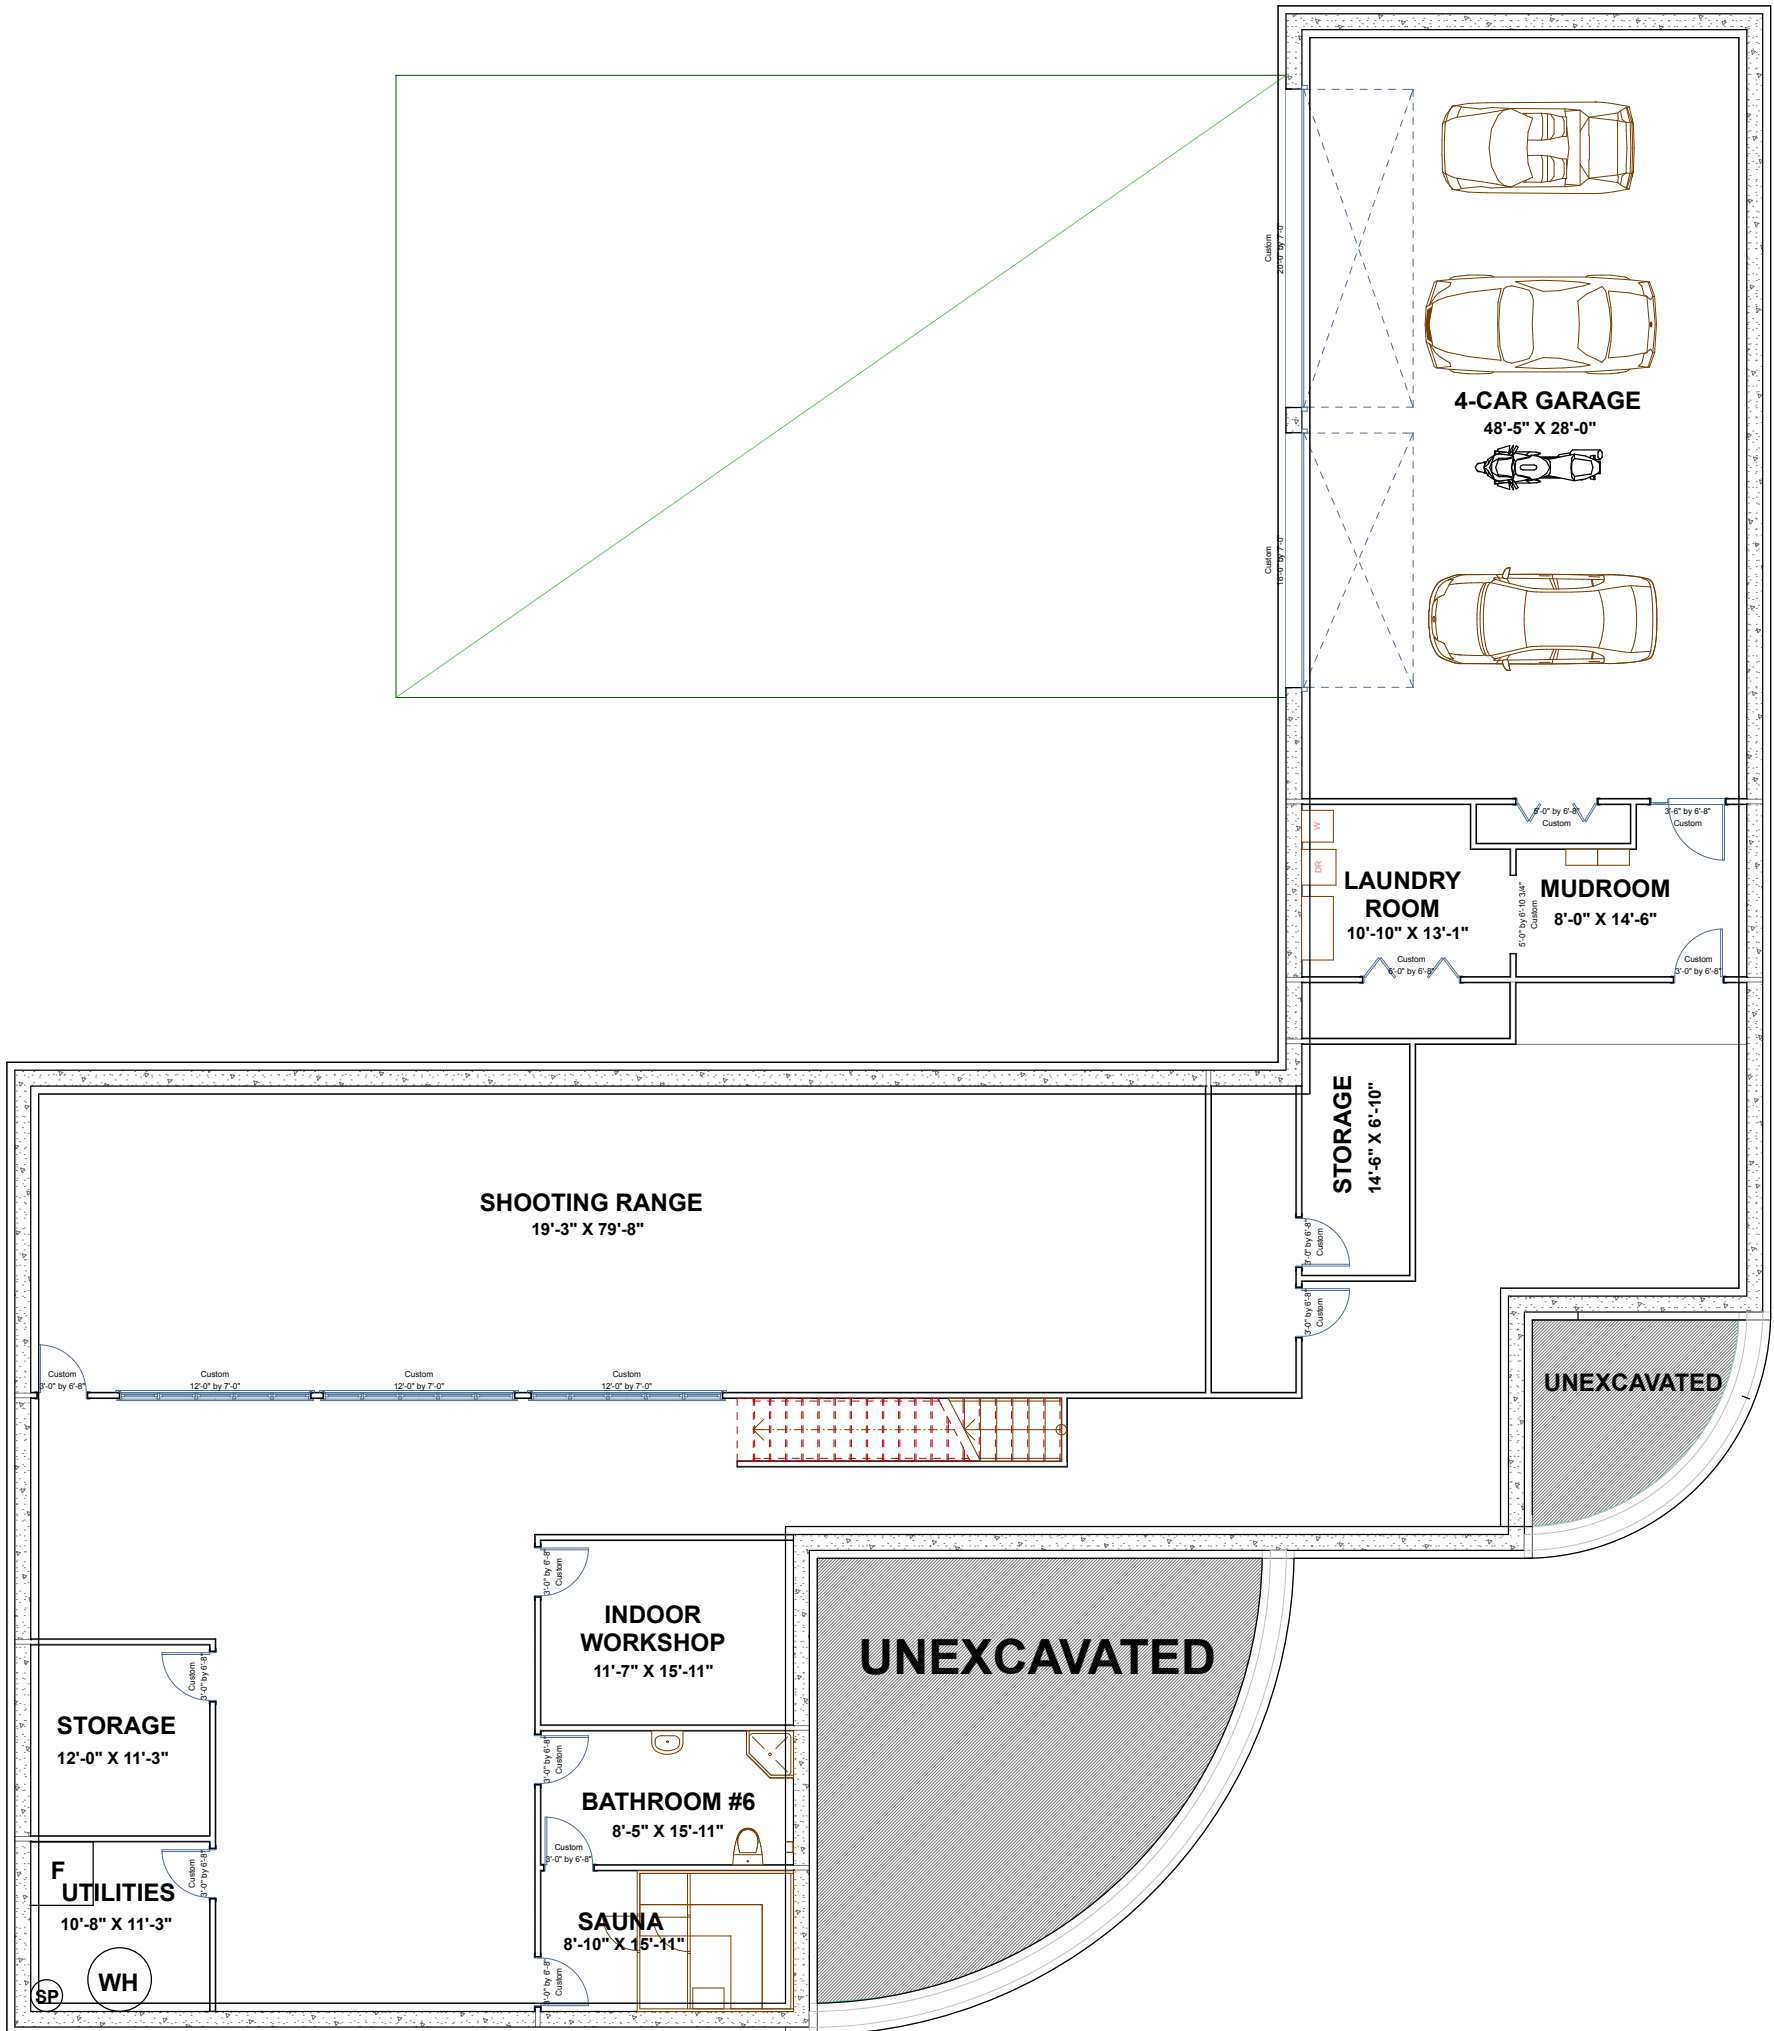 Custom
20'-0" by 7'-0"
4-CAR GARAGE
48'-5" X 28'-0"
Custom
16'-0" by 7'-0"
5'-0" by 6'-8"
Custom
3'-6" by 6'-8"
Custom
W
DR
LAUNDRY
ROOM
10'-10" X 13'-1"
5'-0" by 6'-10 3/4"
Custom
MUDROOM
8'-0" X 14'-6"
Custom
6'-0" by 6'-8"
Custom
3'-0" by 6'-8"
STORAGE
14'-6" X 6'-10"
SHOOTING RANGE
19'-3" X 79'-8"
3'-0" by 6'-8"
Custom
3'-0" by 6'-8"
Custom
Custom
3'-0" by 6'-8"
Custom
12'-0" by 7'-0"
Custom
12'-0" by 7'-0"
Custom
12'-0" by 7'-0"
UNEXCAVATED
3'-0" by 6'-8"
Custom
INDOOR
WORKSHOP
11'-7" X 15'-11"
UNEXCAVATED
Custom
3'-0" by 6'-8"
STORAGE
12'-0" X 11'-3"
3'-0" by 6'-8"
Custom
BATHROOM #6
8'-5" X 15'-11"
Custom
3'-0" by 6'-8"
F
UTILITIES
10'-8" X 11'-3"
Custom
3'-0" by 6'-8"
SAUNA
8'-10" X 15'-11"
WH
SP
3'-0" by 6'-8"
Custom